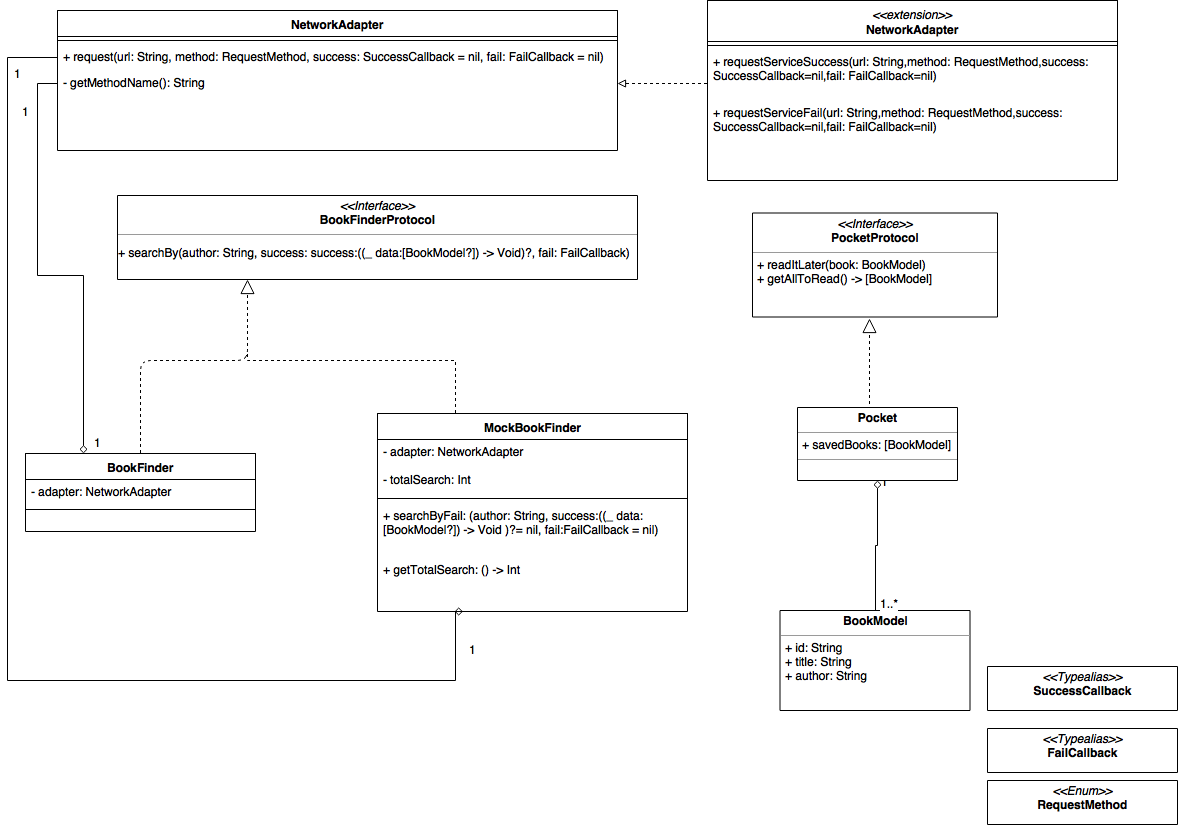 NetworkAdapter
+ request(url: String, method: RequestMethod, success: SuccessCallback = nil, fail: FailCallback = nil)
- getMethodName(): String
1
1
<<extension>>
NetworkAdapter
+ requestServiceSuccess(url: String,method: RequestMethod,success:
SuccessCallback=nil,fail: FailCallback=nil)
+ requestServiceFail(url: String,method: RequestMethod,success:
SuccessCallback=nil,fail: FailCallback=nil)
<<Interface>>
BookFinderProtocol
+ searchBy(author: String, success: success:((_ data:[BookModel?]) -> Void)?, fail: FailCallback)
<<Interface>>
PocketProtocol
+ readItLater(book: BookModel)
+ getAllToRead() -> [BookModel]
1
BookFinder
- adapter: NetworkAdapter
MockBookFinder
- adapter: NetworkAdapter
- totalSearch: Int
+ searchByFail: (author: String, success:((_ data:
[BookModel?]) -> Void )?= nil, fail:FailCallback = nil)
+ getTotalSearch: () -> Int
1
Pocket
+ savedBooks: [BookModel]
1
1..*
BookModel
+ id: String
+ title: String
+ author: String
<<Typealias>>
SuccessCallback
<<Typealias>>
FailCallback
<<Enum>>
RequestMethod